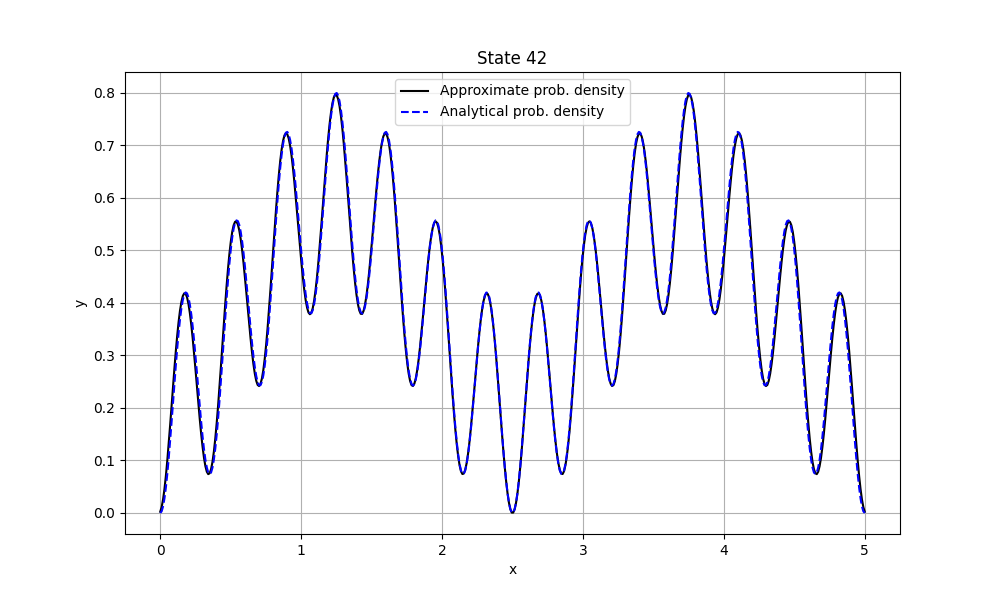 State 42
Approximate prob. density
Analytical prob. density
y
0.8
0.7
0.6
0.5
0.4
0.3
0.2
0.1
0.0
0 1 2 3 4 5
x